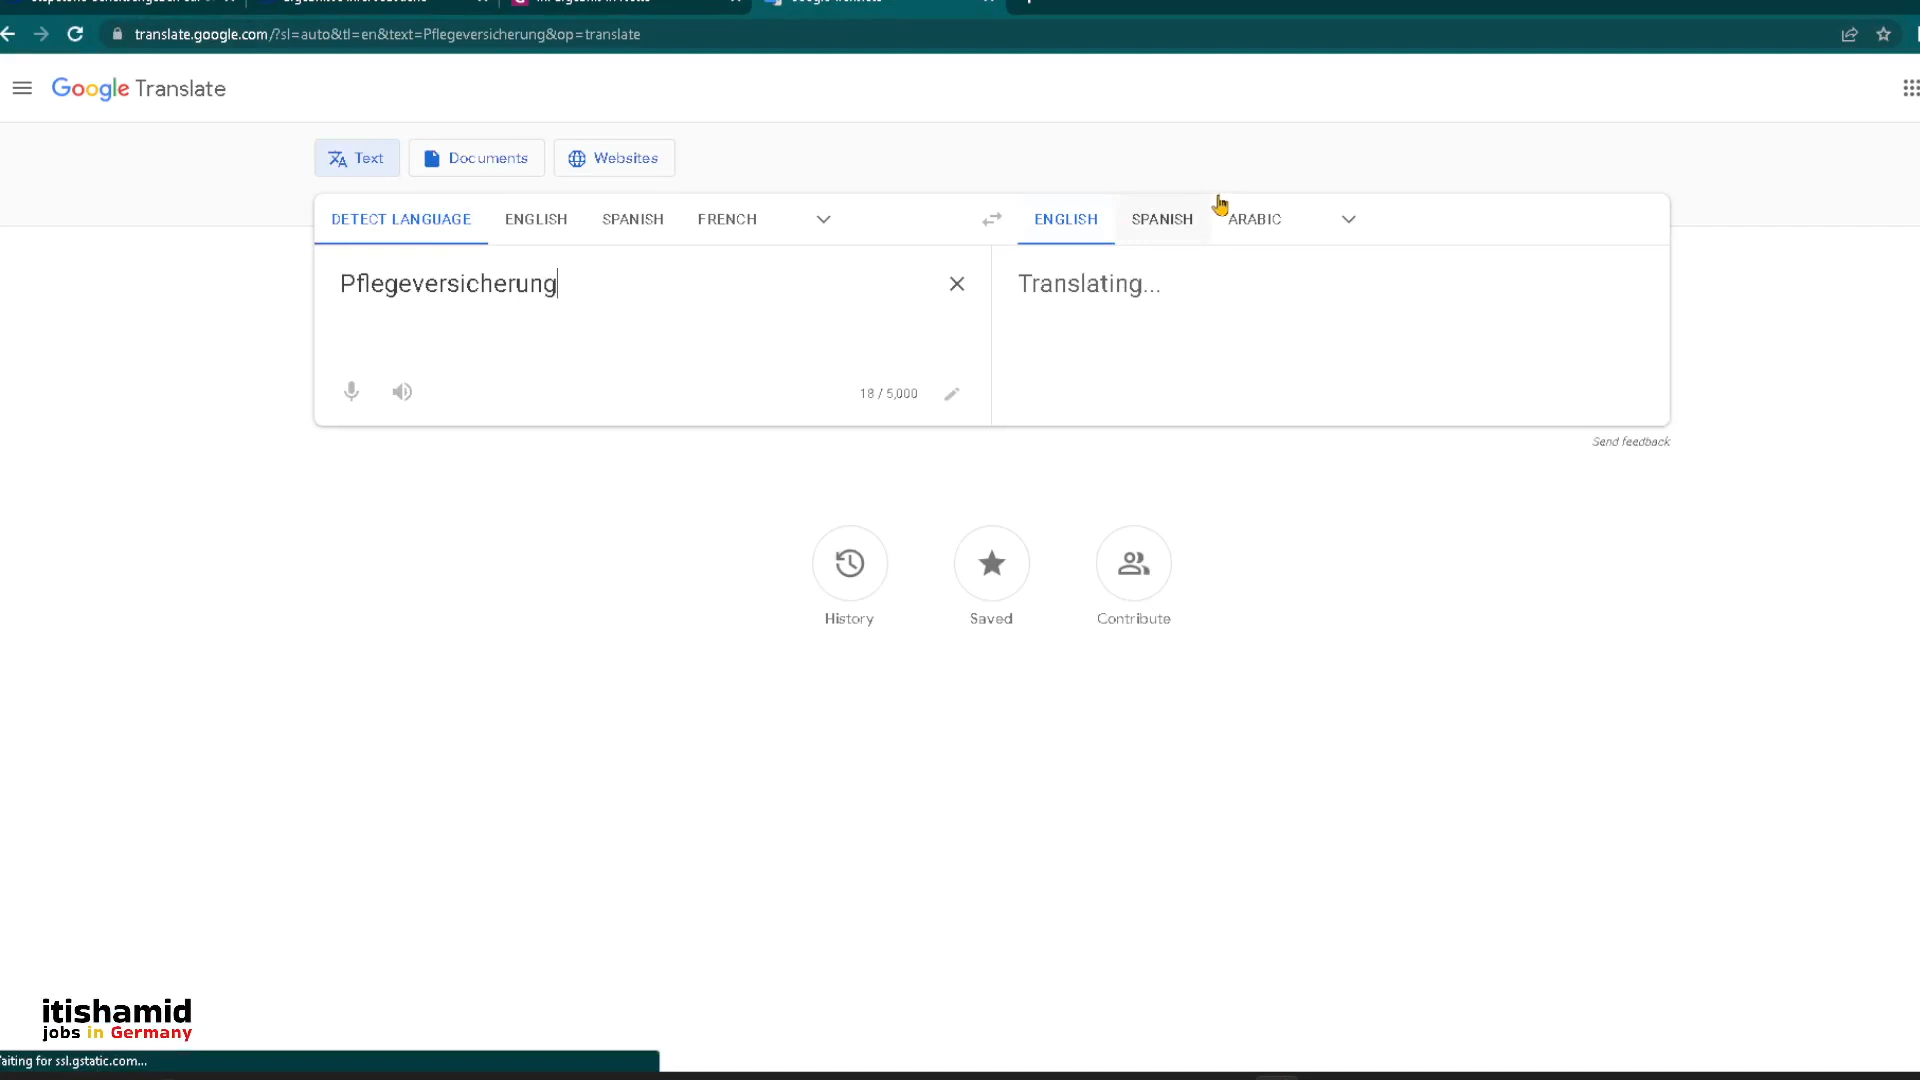 translate.google.com/?sl=auto&tl=en&text=Pflegeversicherung&op=translate
Google Translate
Text
Documents
Websites
DETECT LANGUAGE
ENGLISH
SPANISH
FRENCH
ENGLISH
SPANISH
ARABIC
Pflegeversicherung
Translating...
18 / 5,000
Send feedback
History
Saved
Contribute
itishamid
jobs in Germany
aiting for ssl.gstatic.com...